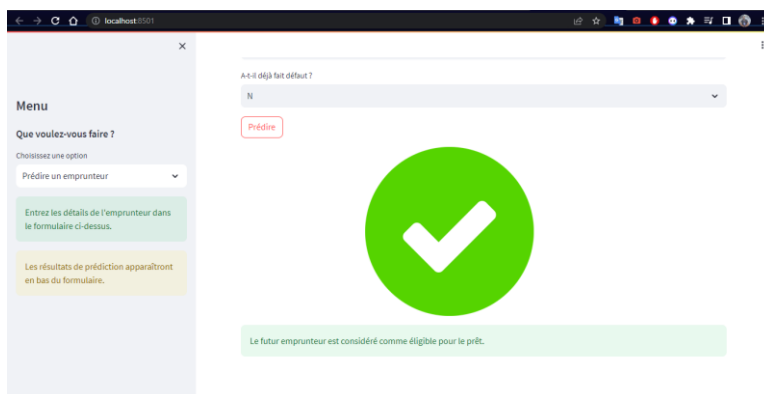 localhost:8501
Menu
Que voulez-vous faire ?
Choisissez une option
Prédire un emprunteur
Entrez les détails de l'emprunteur dans
le formulaire ci-dessus.
Les résultats de prédiction apparaîtront
en bas du formulaire.
A-t-il déjà fait défaut ?
N
Prédire
Le futur emprunteur est considéré comme éligible pour le prêt.